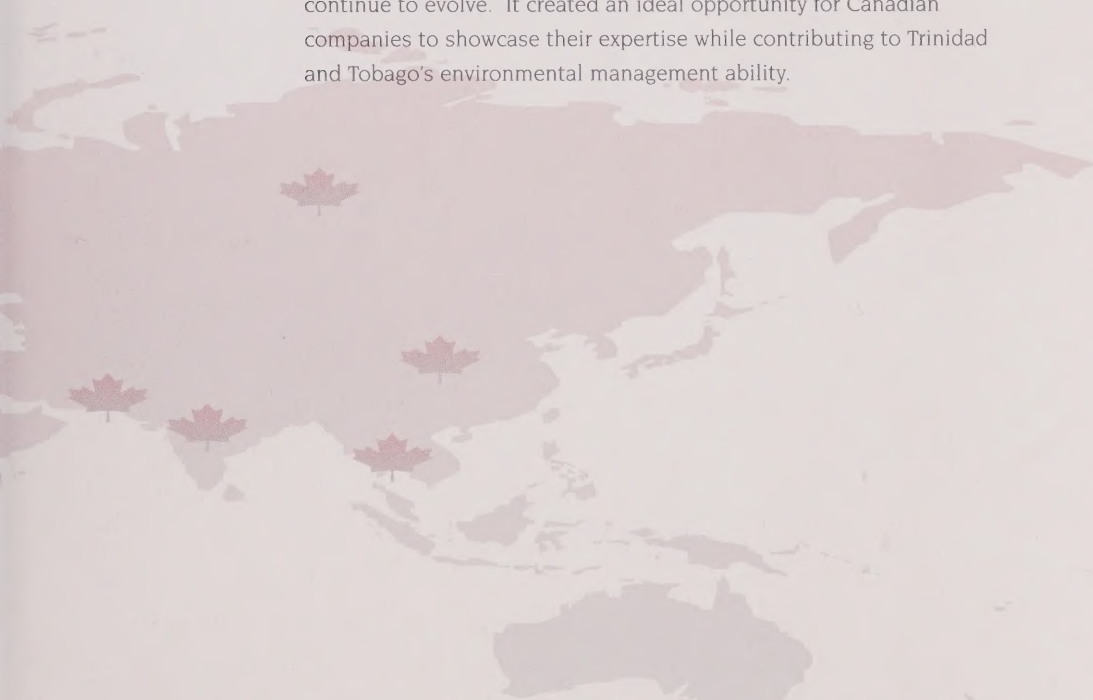 continue to evolve. It created an ideal opportunity for Canadian
companies to showcase their expertise while contributing to Trinidad
and Tobago's environmental management ability.